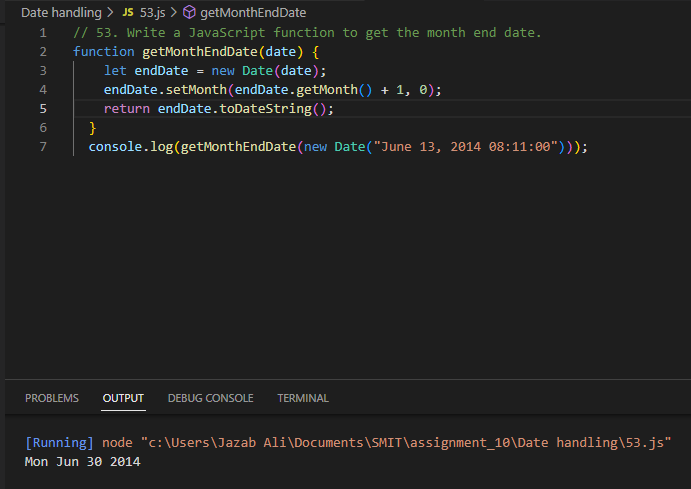 Date handling > JS 53.js > getMonthEndDate
1 // 53. Write a JavaScript function to get the month end date.
2 function getMonthEndDate(date) {
3 let endDate = new Date(date);
4 endDate.setMonth(endDate.getMonth() + 1, 0);
5 return endDate.toDateString();
6 }
7 console.log(getMonthEndDate(new Date("June 13, 2014 08:11:00")));
PROBLEMS OUTPUT DEBUG CONSOLE TERMINAL
[Running] node "c:\Users\Jazab Ali\Documents\SMIT\assignment_10\Date handling\53.js"
Mon Jun 30 2014